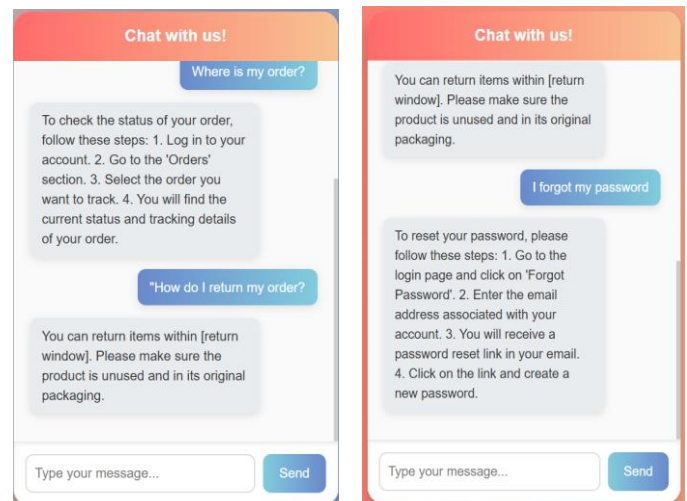 Chat with us!
Where is my order?
To check the status of your order,
follow these steps: 1. Log in to your
account. 2. Go to the 'Orders'
section. 3. Select the order you
want to track. 4. You will find the
current status and tracking details
of your order.
"How do I return my order?
You can return items within [return
window]. Please make sure the
product is unused and in its original
packaging.
Type your message...
Send
Chat with us!
You can return items within [return
window]. Please make sure the
product is unused and in its original
packaging.
I forgot my password
To reset your password, please
follow these steps: 1. Go to the
login page and click on 'Forgot
Password'. 2. Enter the email
address associated with your
account. 3. You will receive a
password reset link in your email.
4. Click on the link and create a
new password.
Type your message...
Send